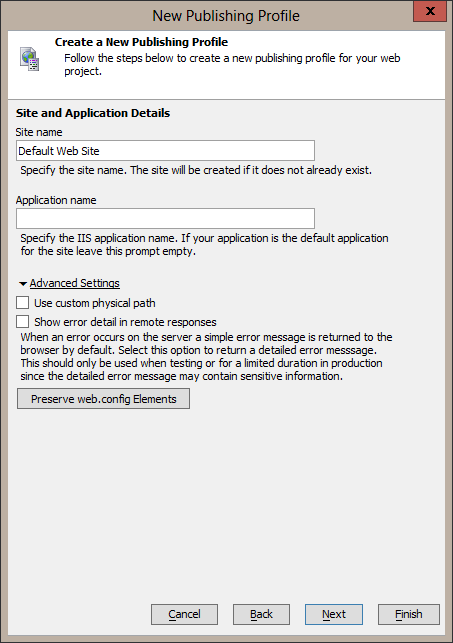 New Publishing Profile
x
Create a New Publishing Profile
Follow the steps below to create a new publishing profile for your web
project.
Site and Application Details
Site name
Default Web Site
Specify the site name. The site will be created if it does not already exist.
Application name
Specify the IIS application name. If your application is the default application
for the site leave this prompt empty.
Advanced Settings
Use custom physical path
Show error detail in remote responses
When an error occurs on the server a simple error message is returned to the
browser by default. Select this option to return a detailed error messsage.
This should only be used when testing or for a limited duration in production
since the detailed error message may contain sensitive information.
Preserve web.config Elements
Cancel Back Next Finish